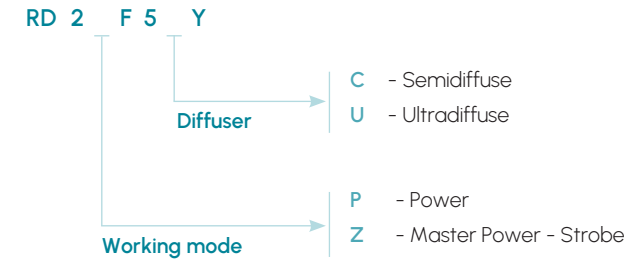 RD 2 _ F 5 _ Y
C - Semidiffuse
U - Ultradiffuse
Diffuser
P - Power
Z - Master Power - Strobe
Working mode